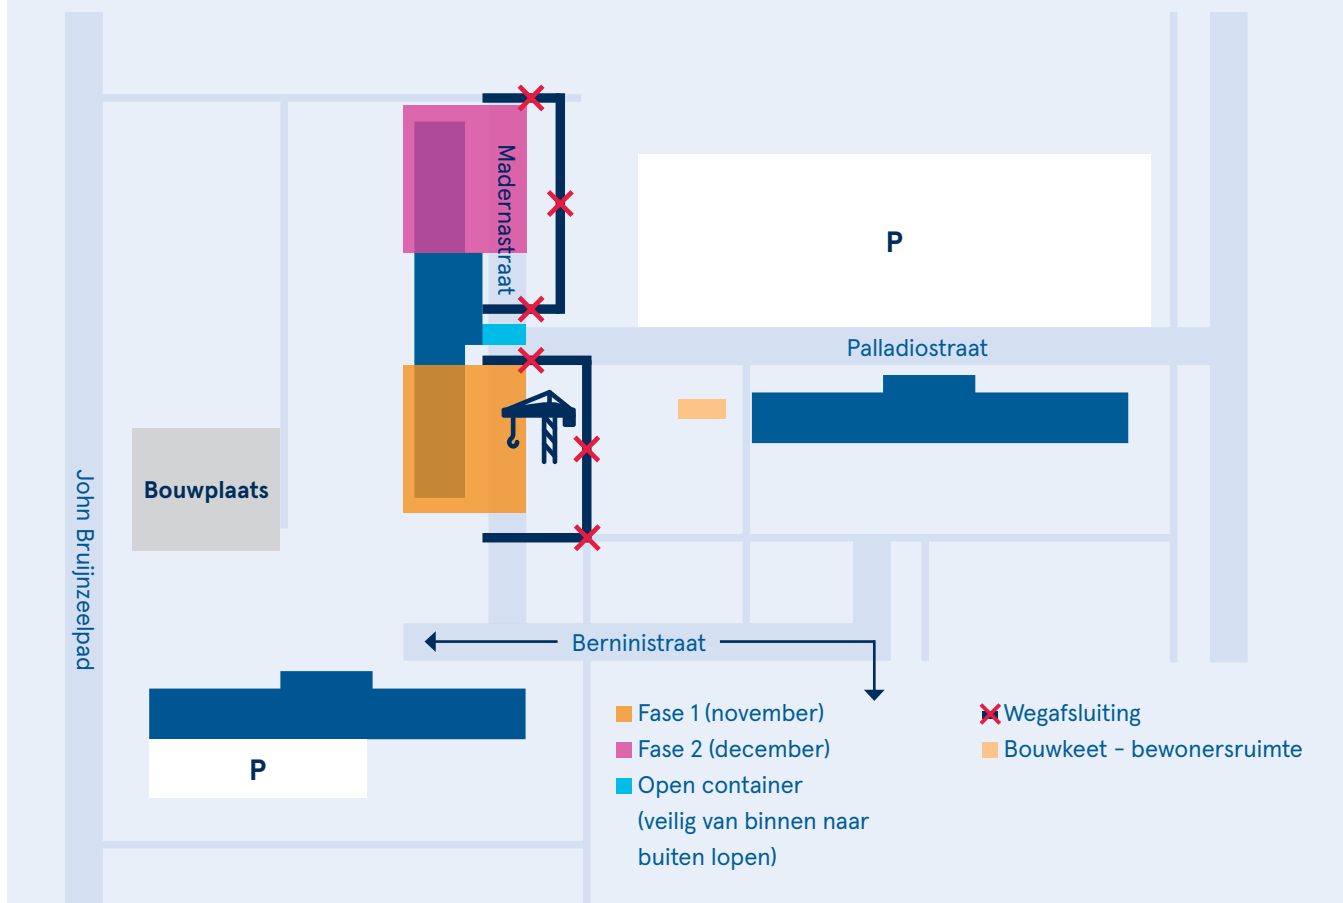 Madernastraat
P
Palladiostraat
Bouwplaats
John Bruijnzeelpad
Berninistraat
P
Fase 1 (november)
Fase 2 (december)
Open container
(veilig van binnen naar
buiten lopen)
Wegafsluiting
Bouwkeet - bewonersruimte